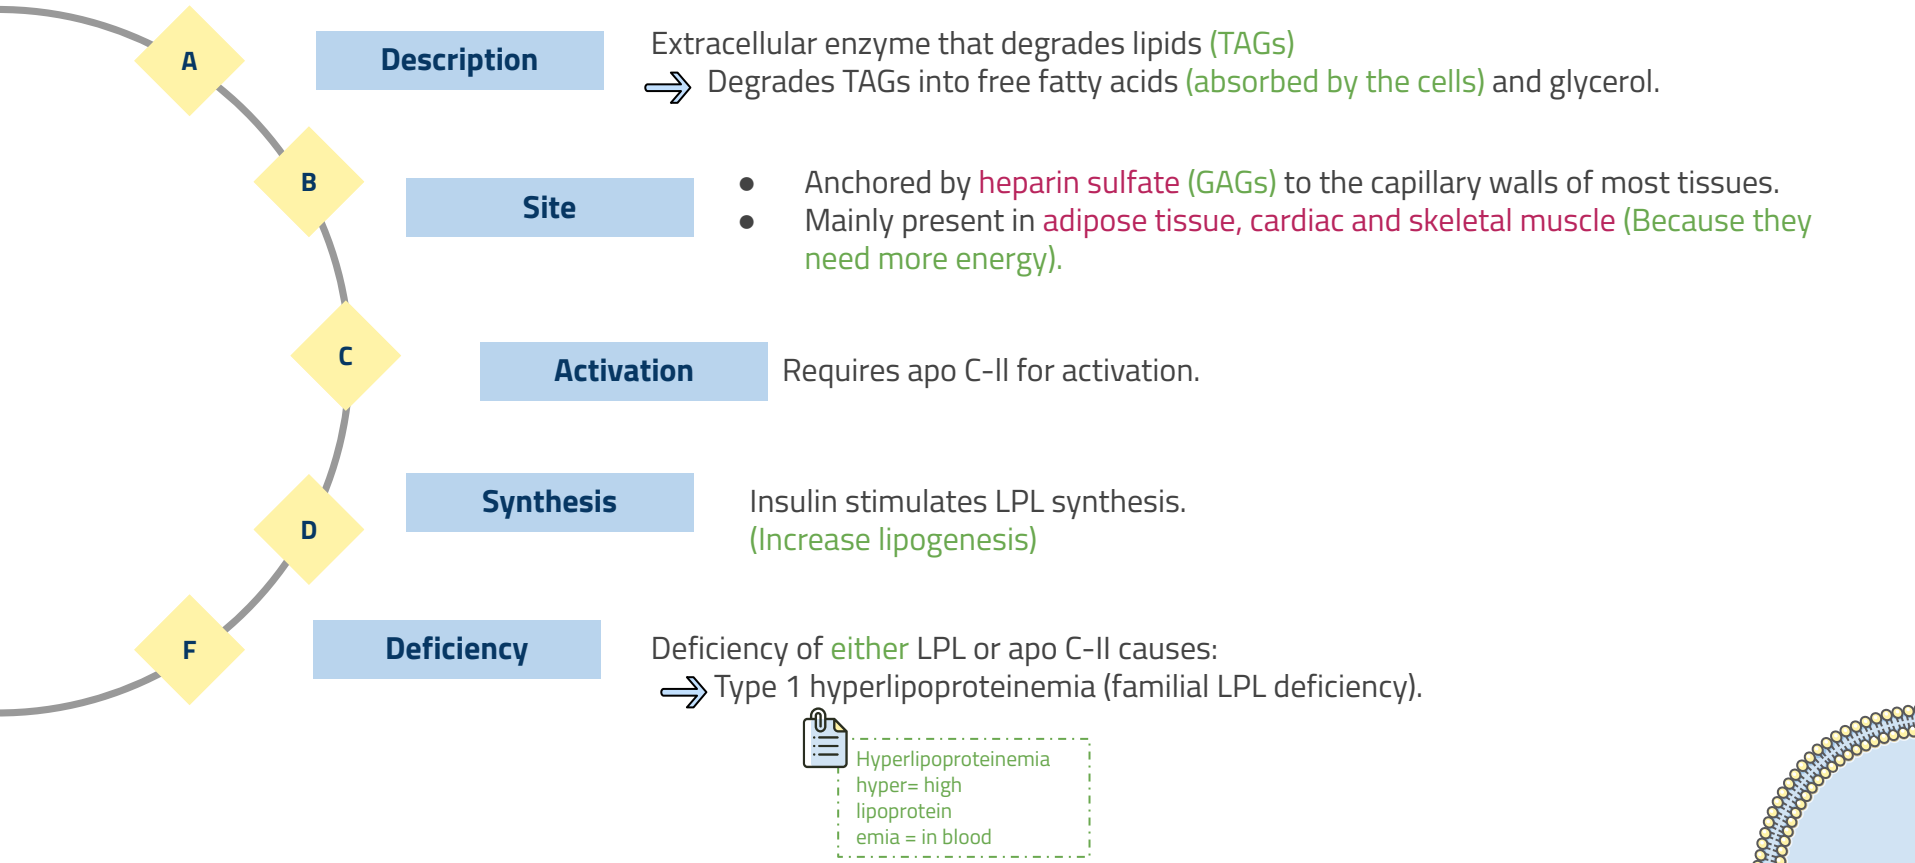 A
Description
Extracellular enzyme that degrades lipids (TAGs)
Degrades TAGs into free fatty acids (absorbed by the cells) and glycerol.
B
Site
● Anchored by heparin sulfate (GAGs) to the capillary walls of most tissues.
● Mainly present in adipose tissue, cardiac and skeletal muscle (Because they
need more energy).
C
Activation
Requires apo C-ll for activation.
D
Synthesis
Insulin stimulates LPL synthesis.
(Increase lipogenesis)
F
Deficiency
Deficiency of either LPL or apo C-II causes:
Type 1 hyperlipoproteinemia (familial LPL deficiency).
Hyperlipoproteinemia
hyper= high
lipoprotein
emia = in blood